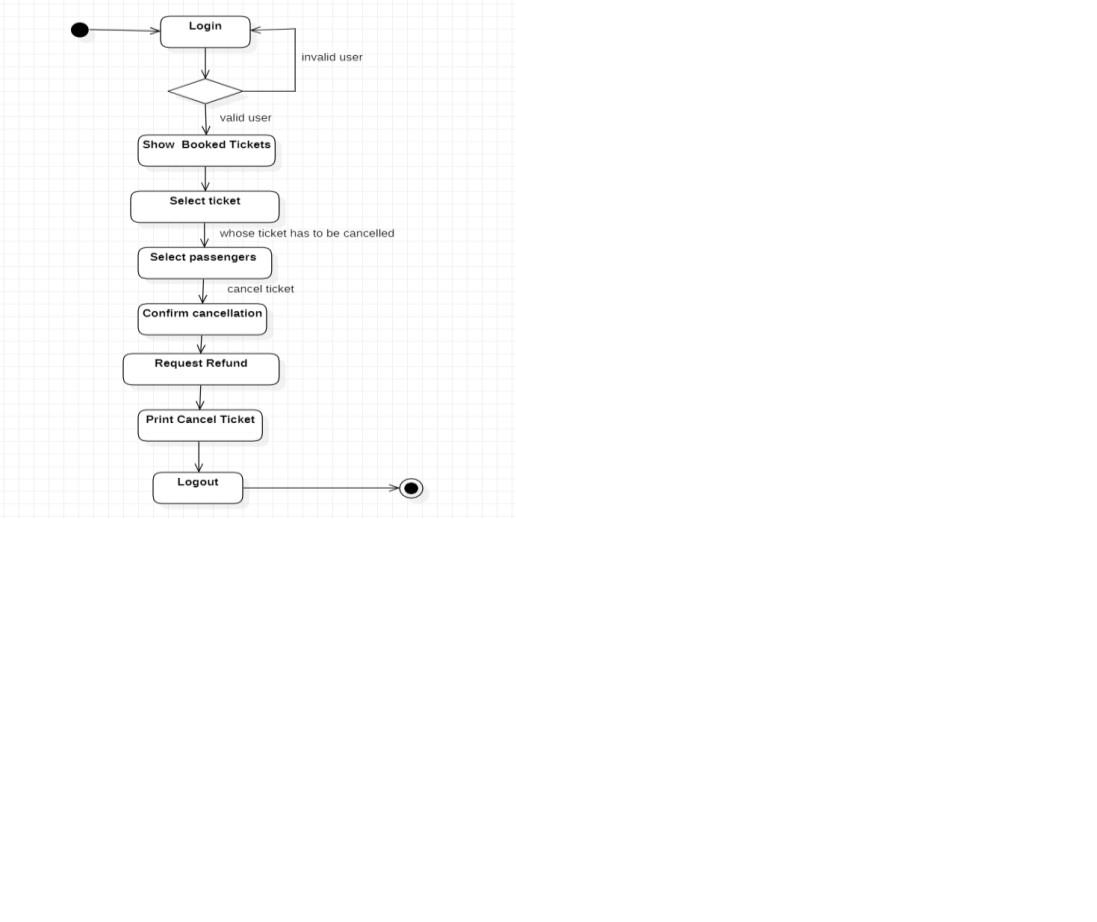 Login
invalid user
valid user
Show  Booked Tickets
Select ticket
whose ticket has to be cancelled
Select passengers
cancel ticket
Confirm cancellation
Request Refund
Print Cancel Ticket
Logout